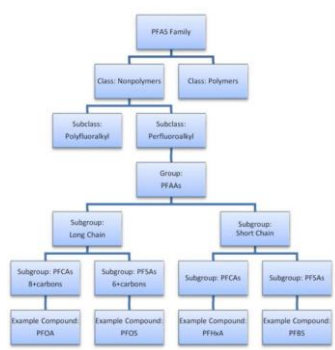 PFAS Family
Class: Nonpolymers
Class: Polymers
Subclass:
Polyfluoralkyl
Subclass:
Perfluoroalkyl
Group:
PFAAs
Subgroup:
Long Chain
Subgroup:
Short Chain
Subgroup: PFCAs
8+carbons
Subgroup: PFSAs
6+carbons
Subgroup: PFCAs
Subgroup: PFSAs
Example Compound:
PFOA
Example Compound:
PFOS
Example Compound:
PFHxA
Example Compound:
PFBS